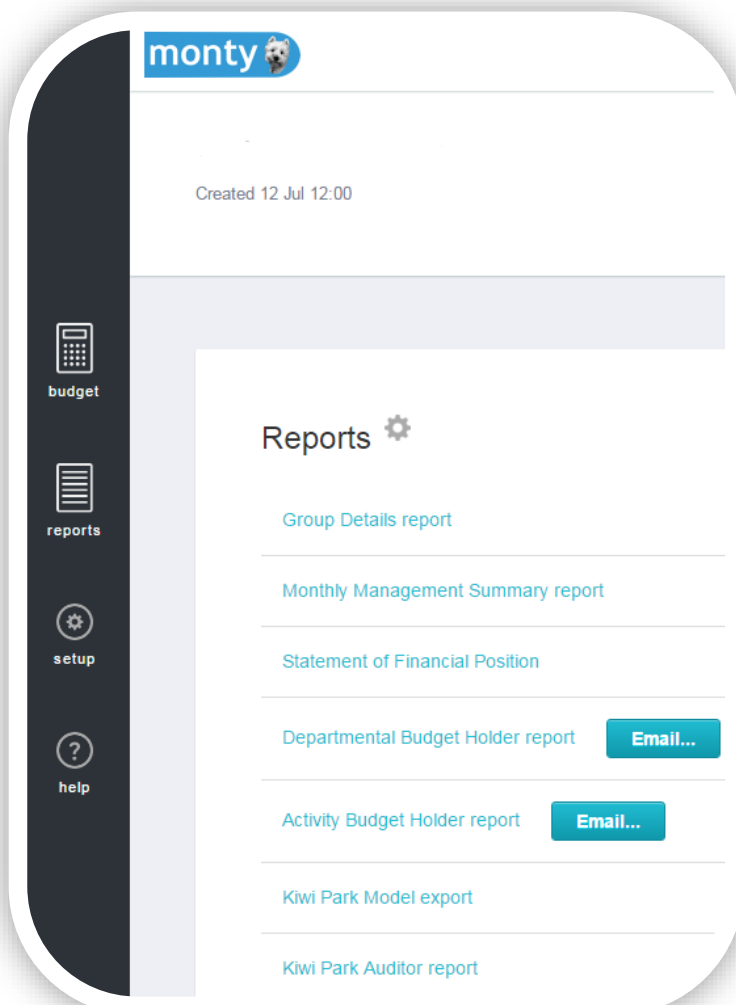 monty
Created 12 Jul 12:00
budget
reports
setup
?
help
Reports
Group Details report
Monthly Management Summary report
Statement of Financial Position
Departmental Budget Holder report Email...
Activity Budget Holder report Email...
Kiwi Park Model export
Kiwi Park Auditor report